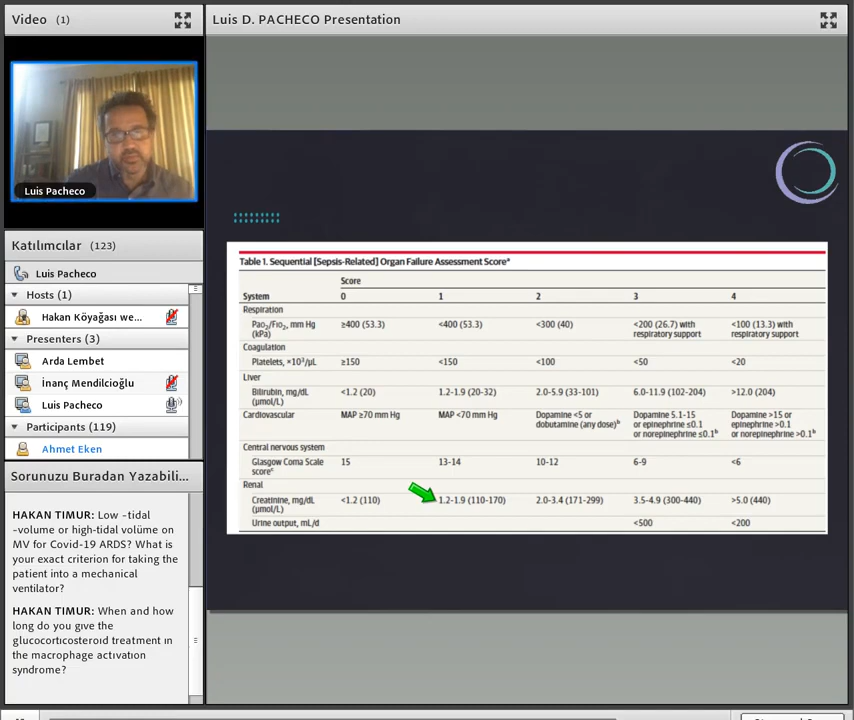 Video (1)
Luis Pacheco
Katılımcılar (123)
Luis Pacheco
Hosts (1)
Hakan Köyağası we...
Presenters (3)
Arda Lembet
İnanç Mendilcioğlu
Luis Pacheco
Participants (119)
Ahmet Eken
Sorunuzu Buradan Yazabili...
HAKAN TIMUR: Low -tidal
-volume or high-tidal volüme on
MV for Covid-19 ARDS? What is
your exact criterion for taking the
patient into a mechanical
ventilator?
HAKAN TIMUR: When and how
long do you gıve the
glucocortıcosteroıd treatment ın
the macrophage actıvatıon
syndrome?
Luis D. PACHECO Presentation
Table 1. Sequential [Sepsis-Related] Organ Failure Assessment Scoreᵃ
Score
System 0 1 2 3 4
Respiration
Pao₂/Fio₂, mm Hg ≥400 (53.3) <400 (53.3) <300 (40) <200 (26.7) with <100 (13.3) with
(kPa) respiratory support respiratory support
Coagulation
Platelets, ×10³/μL ≥150 <150 <100 <50 <20
Liver
Bilirubin, mg/dL <1.2 (20) 1.2-1.9 (20-32) 2.0-5.9 (33-101) 6.0-11.9 (102-204) >12.0 (204)
(μmol/L)
Cardiovascular MAP ≥70 mm Hg MAP <70 mm Hg Dopamine <5 or Dopamine 5.1-15 Dopamine >15 or
dobutamine (any dose)ᵇ or epinephrine ≤0.1 epinephrine >0.1
or norepinephrine ≤0.1ᵇ or norepinephrine >0.1ᵇ
Central nervous system
Glasgow Coma Scale 15 13-14 10-12 6-9 <6
scoreᶜ
Renal
Creatinine, mg/dL <1.2 (110) 1.2-1.9 (110-170) 2.0-3.4 (171-299) 3.5-4.9 (300-440) >5.0 (440)
(μmol/L)
Urine output, mL/d <500 <200